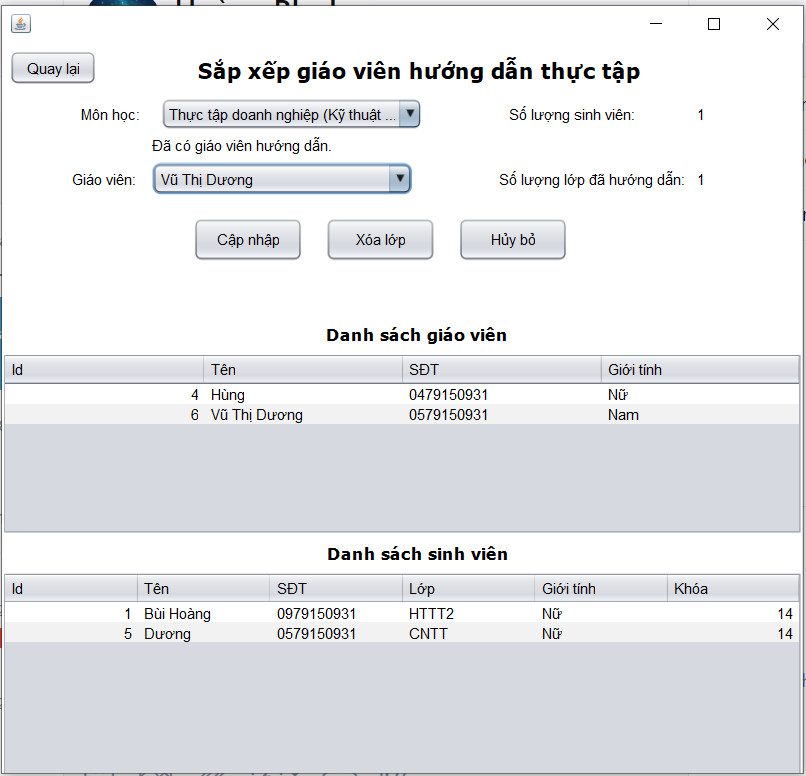 Quay lại
Sắp xếp giáo viên hướng dẫn thực tập
Môn học: Thực tập doanh nghiệp (Kỹ thuật ... Số lượng sinh viên: 1
Đã có giáo viên hướng dẫn.
Giáo viên: Vũ Thị Dương Số lượng lớp đã hướng dẫn: 1
Cập nhập Xóa lớp Hủy bỏ
Danh sách giáo viên
Id Tên SĐT Giới tính
4 Hùng 0479150931 Nữ
6 Vũ Thị Dương 0579150931 Nam
Danh sách sinh viên
Id Tên SĐT Lớp Giới tính Khóa
1 Bùi Hoàng 0979150931 HTTT2 Nữ 14
5 Dương 0579150931 CNTT Nữ 14